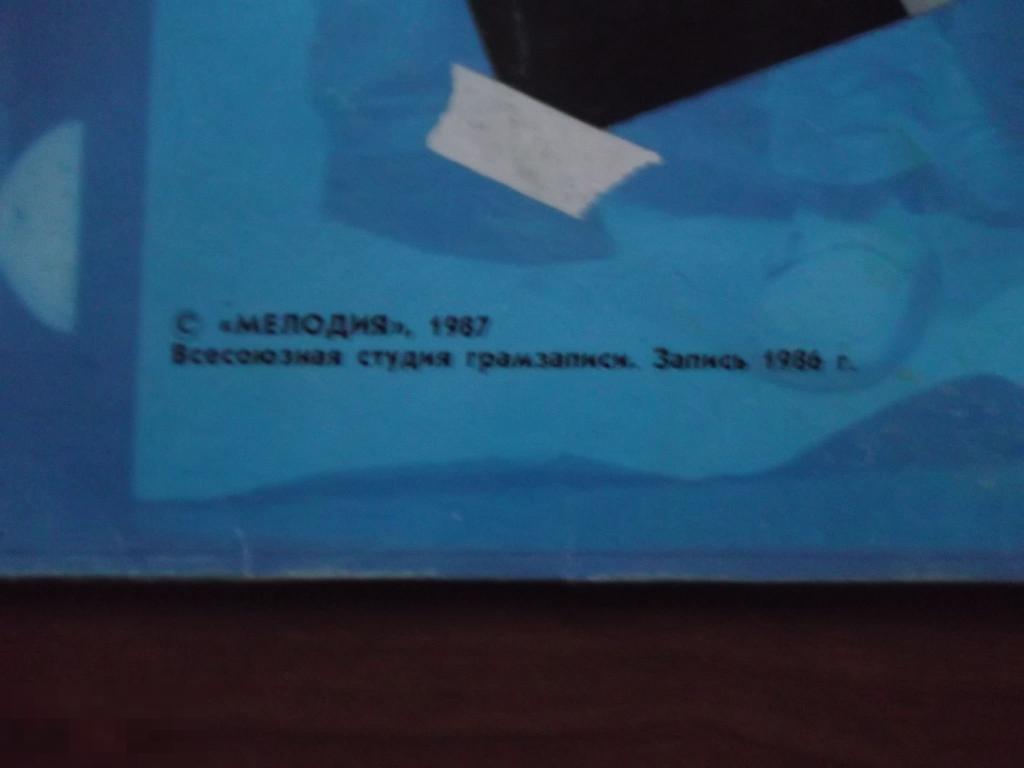 © «МЕЛОДИЯ», 1987
Всесоюзная студия грамзаписи. Запись 1986 г.